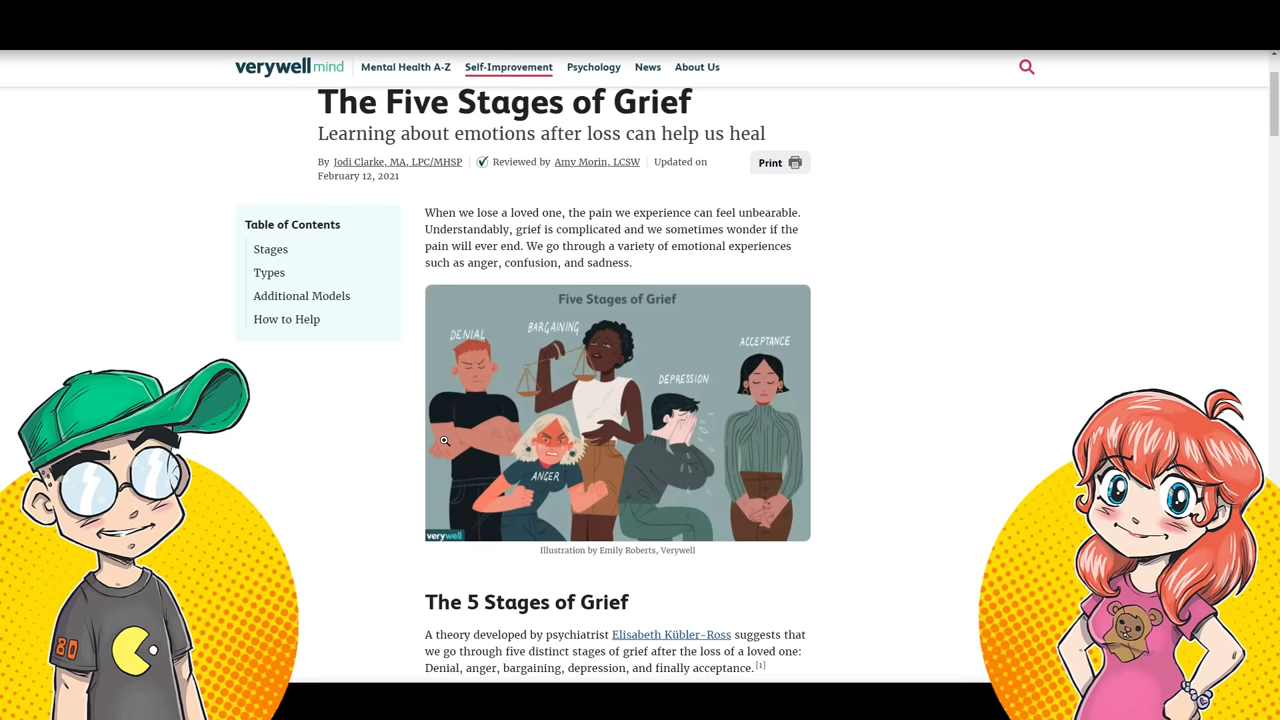 verywell mind
Mental Health A-Z
Self-Improvement
Psychology
News
About Us
The Five Stages of Grief
Learning about emotions after loss can help us heal
By Jodi Clarke, MA, LPC/MHSP
Reviewed by Amy Morin, LCSW
Updated on
February 12, 2021
Print
Table of Contents
Stages
Types
Additional Models
How to Help
When we lose a loved one, the pain we experience can feel unbearable.
Understandably, grief is complicated and we sometimes wonder if the
pain will ever end. We go through a variety of emotional experiences
such as anger, confusion, and sadness.
Five Stages of Grief
DENIAL
BARGAINING
ACCEPTANCE
DEPRESSION
ANGER
verywell
Illustration by Emily Roberts, Verywell
The 5 Stages of Grief
A theory developed by psychiatrist Elisabeth Kübler-Ross suggests that
we go through five distinct stages of grief after the loss of a loved one:
Denial, anger, bargaining, depression, and finally acceptance.[1]
80